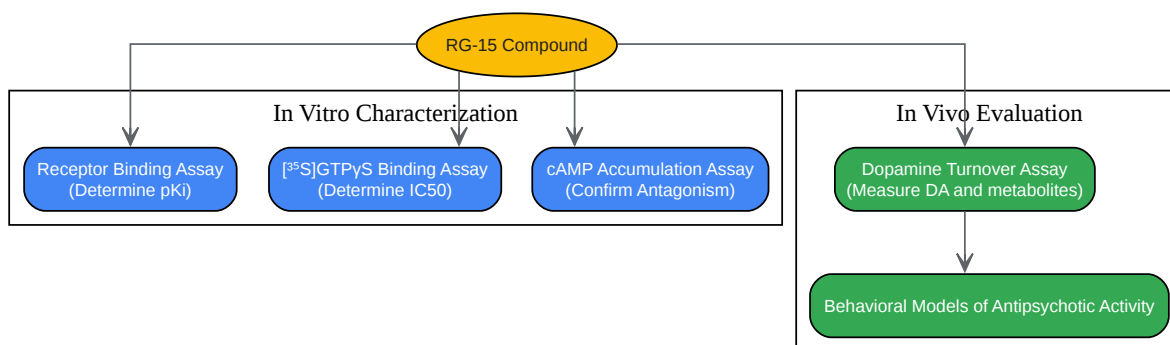 RG-15 Compound
In Vitro Characterization
In Vivo Evaluation
Receptor Binding Assay
(Determine pKi)
[³⁵S]GTPγS Binding Assay
(Determine IC50)
cAMP Accumulation Assay
(Confirm Antagonism)
Dopamine Turnover Assay
(Measure DA and metabolites)
Behavioral Models of Antipsychotic Activity